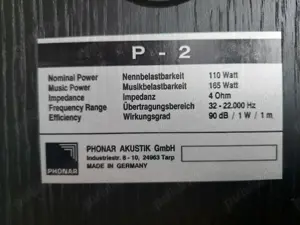 P - 2
Nominal Power Nennbelastbarkeit 110 Watt
Music Power Musikbelastbarkeit 165 Watt
Impedance Impedanz 4 Ohm
Frequency Range Übertragungsbereich 32 - 22.000 Hz
Efficiency Wirkungsgrad 90 dB / 1 W / 1 m
PHONAR AKUSTIK GmbH
Industriestr. 8 - 10, 24963 Tarp
MADE IN GERMANY
PHONAR